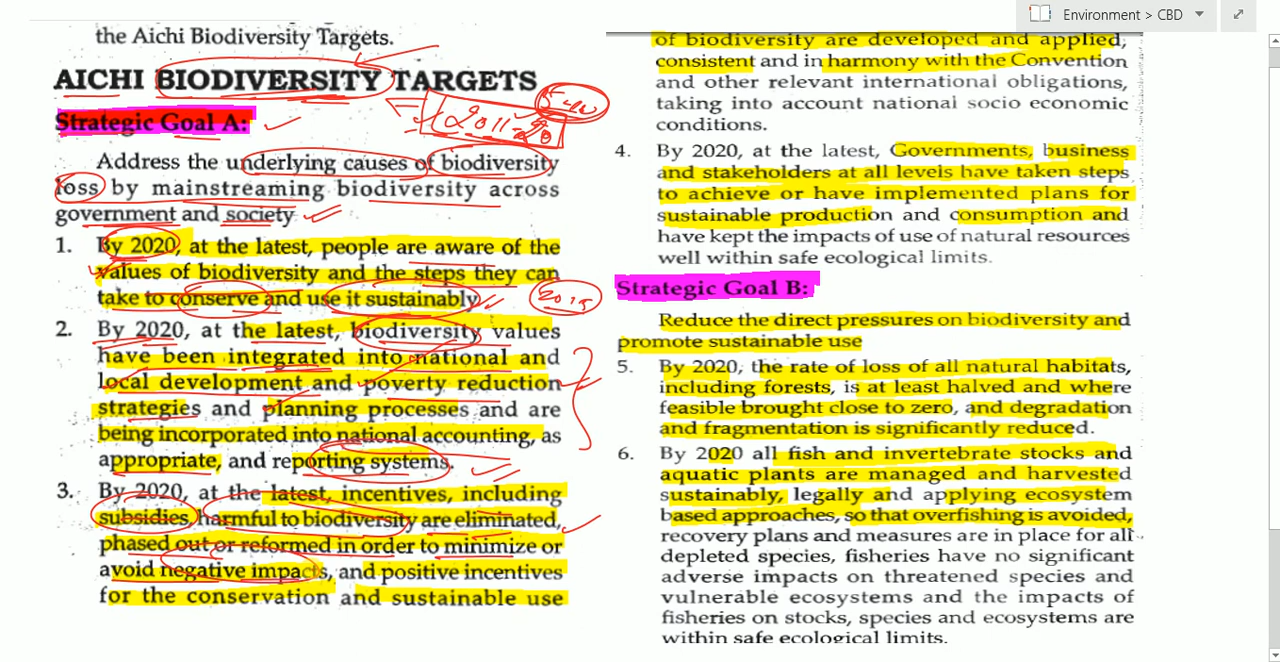 Environment > CBD
the Aichi Biodiversity Targets.
AICHI BIODIVERSITY TARGETS
2011-20
Strategic Goal A:
Address the underlying causes of biodiversity
loss by mainstreaming biodiversity across
government and society
1. By 2020, at the latest, people are aware of the
values of biodiversity and the steps they can
take to conserve and use it sustainably
2. By 2020, at the latest, biodiversity values
have been integrated into national and
local development and poverty reduction
strategies and planning processes and are
being incorporated into national accounting, as
appropriate, and reporting systems.
3. By 2020, at the latest, incentives, including
subsidies, harmful to biodiversity are eliminated,
phased out or reformed in order to minimize or
avoid negative impacts, and positive incentives
for the conservation and sustainable use
of biodiversity are developed and applied,
consistent and in harmony with the Convention
and other relevant international obligations,
taking into account national socio economic
conditions.
4. By 2020, at the latest, Governments, business
and stakeholders at all levels have taken steps
to achieve or have implemented plans for
sustainable production and consumption and
have kept the impacts of use of natural resources
well within safe ecological limits.
Strategic Goal B:
Reduce the direct pressures on biodiversity and
promote sustainable use
5. By 2020, the rate of loss of all natural habitats,
including forests, is at least halved and where
feasible brought close to zero, and degradation
and fragmentation is significantly reduced.
6. By 2020 all fish and invertebrate stocks and
aquatic plants are managed and harvested
sustainably, legally and applying ecosystem
based approaches, so that overfishing is avoided,
recovery plans and measures are in place for all
depleted species, fisheries have no significant
adverse impacts on threatened species and
vulnerable ecosystems and the impacts of
fisheries on stocks, species and ecosystems are
within safe ecological limits.